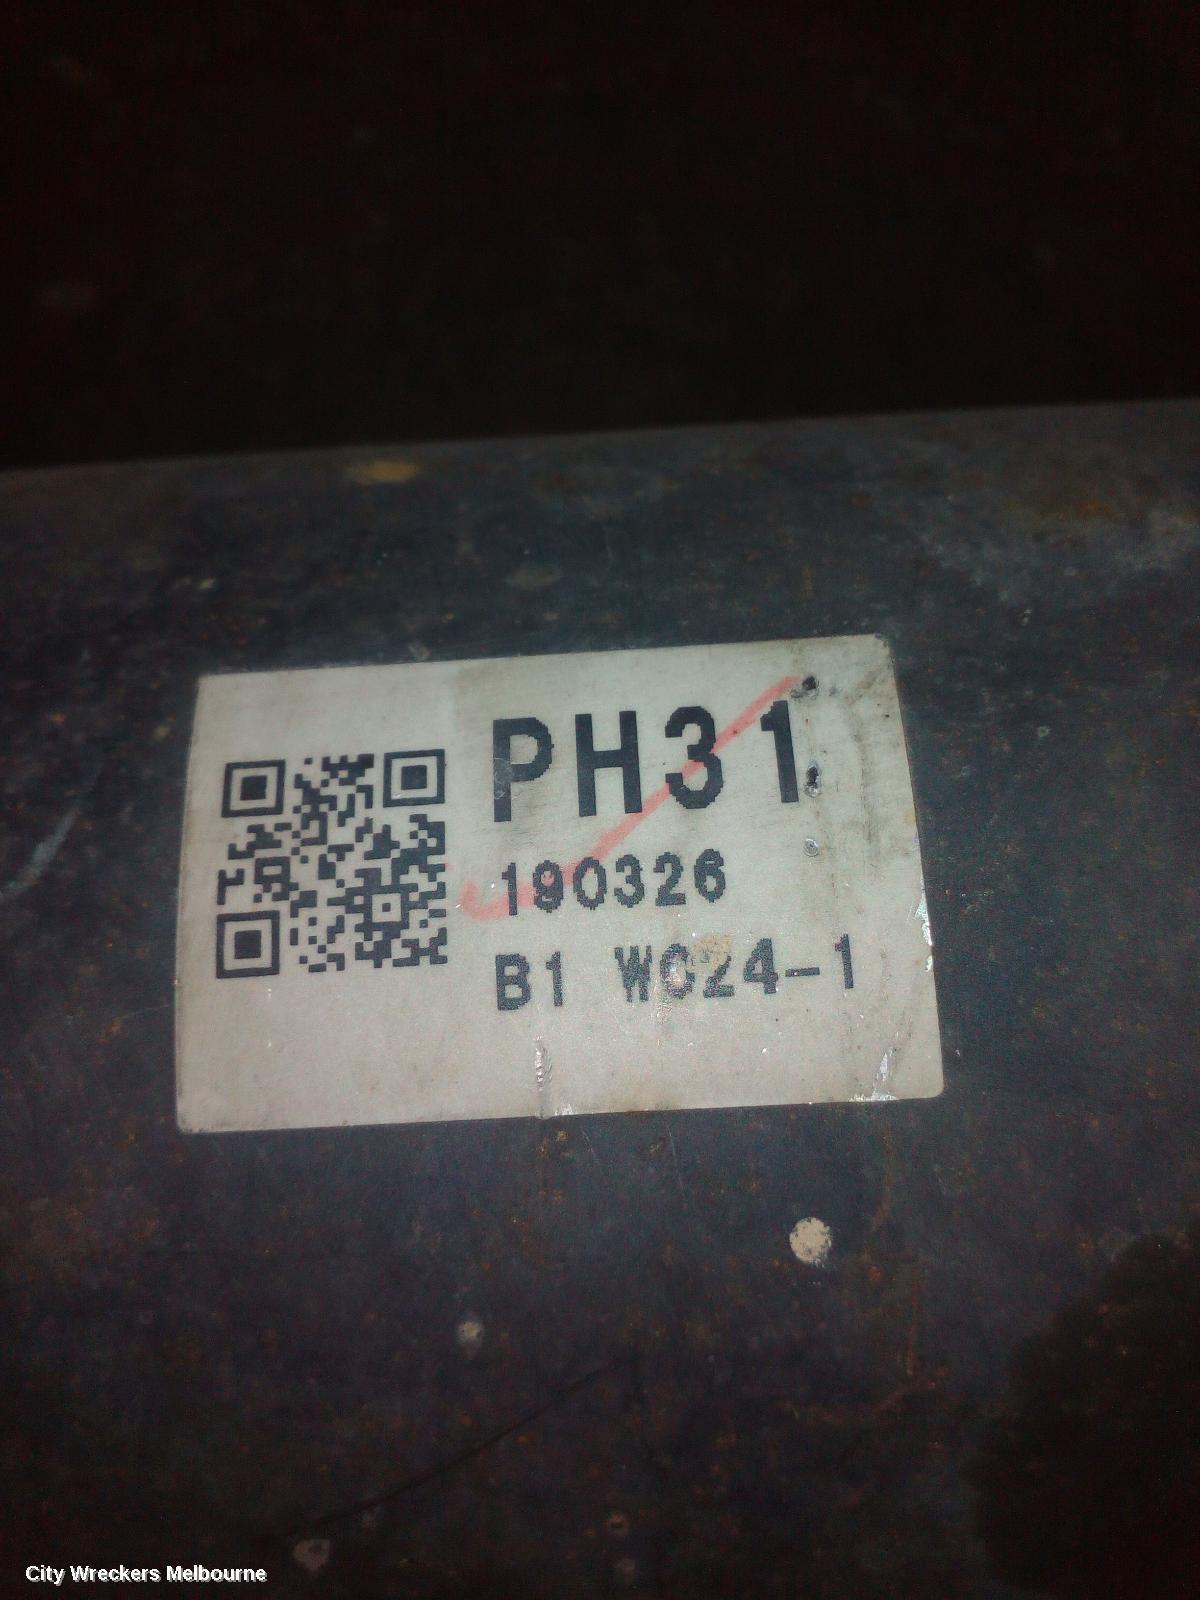 PH31
190326
B1 WC24-1
City Wreckers Melbourne